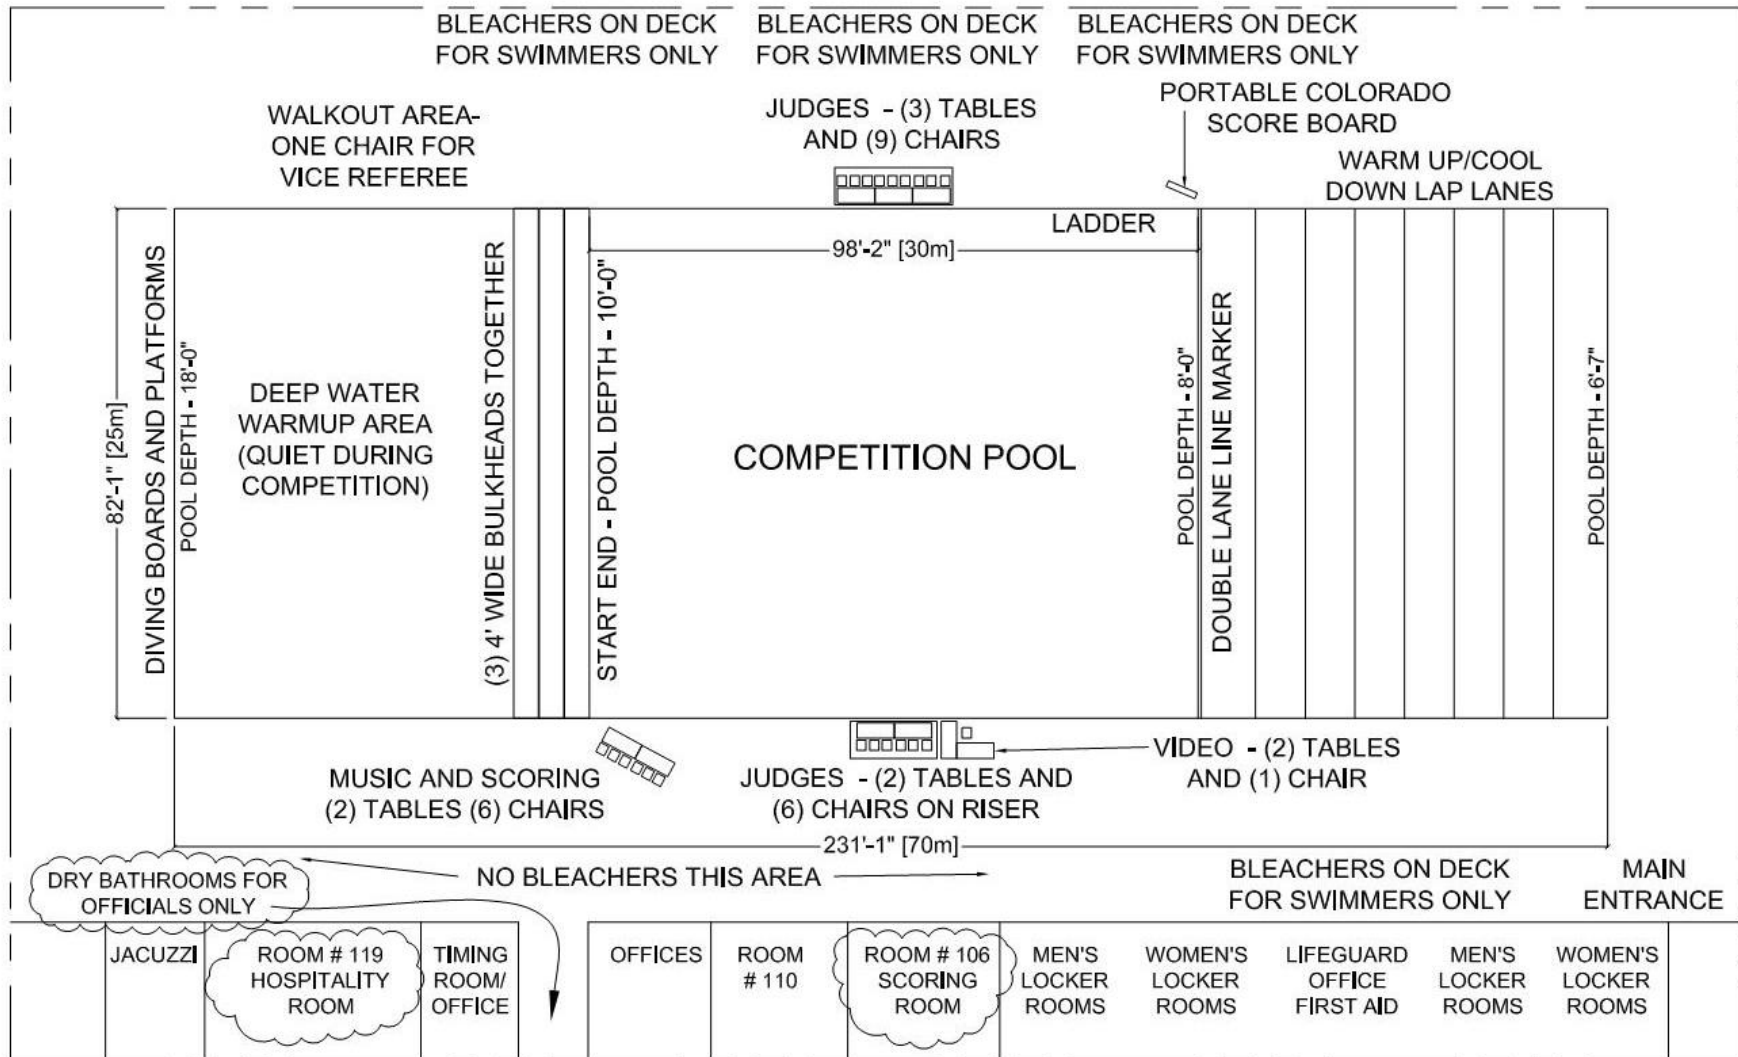 BLEACHERS ON DECK
FOR SWIMMERS ONLY
BLEACHERS ON DECK
FOR SWIMMERS ONLY
BLEACHERS ON DECK
FOR SWIMMERS ONLY
WALKOUT AREA-
ONE CHAIR FOR
VICE REFEREE
JUDGES - (3) TABLES
AND (9) CHAIRS
PORTABLE COLORADO
SCORE BOARD
WARM UP/COOL
DOWN LAP LANES
LADDER
98'-2" [30m]
82'-1" [25m]
DIVING BOARDS AND PLATFORMS
POOL DEPTH - 18'-0"
DEEP WATER
WARMUP AREA
(QUIET DURING
COMPETITION)
(3) 4' WIDE BULKHEADS TOGETHER
START END - POOL DEPTH - 10'-0"
COMPETITION POOL
POOL DEPTH - 8'-0"
DOUBLE LANE LINE MARKER
POOL DEPTH - 6'-7"
MUSIC AND SCORING
(2) TABLES (6) CHAIRS
JUDGES - (2) TABLES AND
(6) CHAIRS ON RISER
VIDEO - (2) TABLES
AND (1) CHAIR
231'-1" [70m]
DRY BATHROOMS FOR
OFFICIALS ONLY
NO BLEACHERS THIS AREA
BLEACHERS ON DECK
FOR SWIMMERS ONLY
MAIN
ENTRANCE
JACUZZI
ROOM # 119
HOSPITALITY
ROOM
TIMING
ROOM/
OFFICE
OFFICES
ROOM
# 110
ROOM # 106
SCORING
ROOM
MEN'S
LOCKER
ROOMS
WOMEN'S
LOCKER
ROOMS
LIFEGUARD
OFFICE
FIRST AID
MEN'S
LOCKER
ROOMS
WOMEN'S
LOCKER
ROOMS